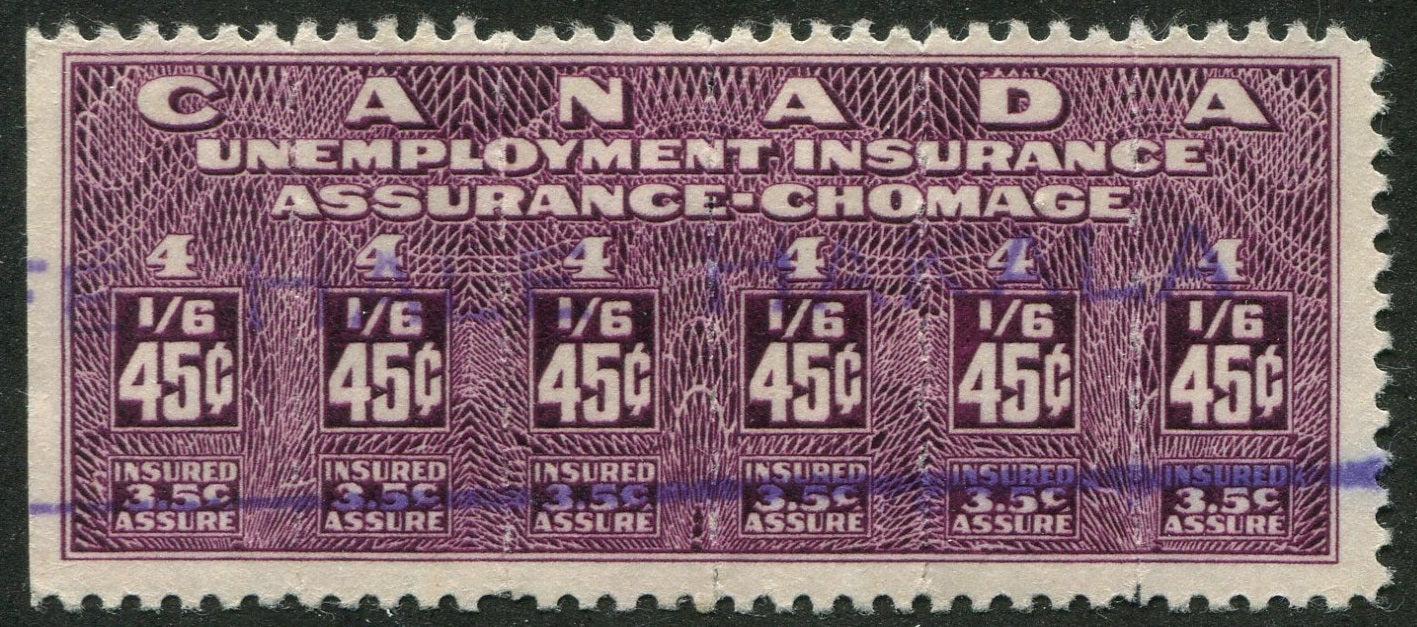 CANADA
UNEMPLOYMENT INSURANCE
ASSURANCE-CHOMAGE
4 4 4 4 4 4
1/6 1/6 1/6 1/6 1/6 1/6
45¢ 45¢ 45¢ 45¢ 45¢ 45¢
INSURED INSURED INSURED INSURED INSURED INSURED
3.5¢ 3.5¢ 3.5¢ 3.5¢ 3.5¢ 3.5¢
ASSURE ASSURE ASSURE ASSURE ASSURE ASSURE